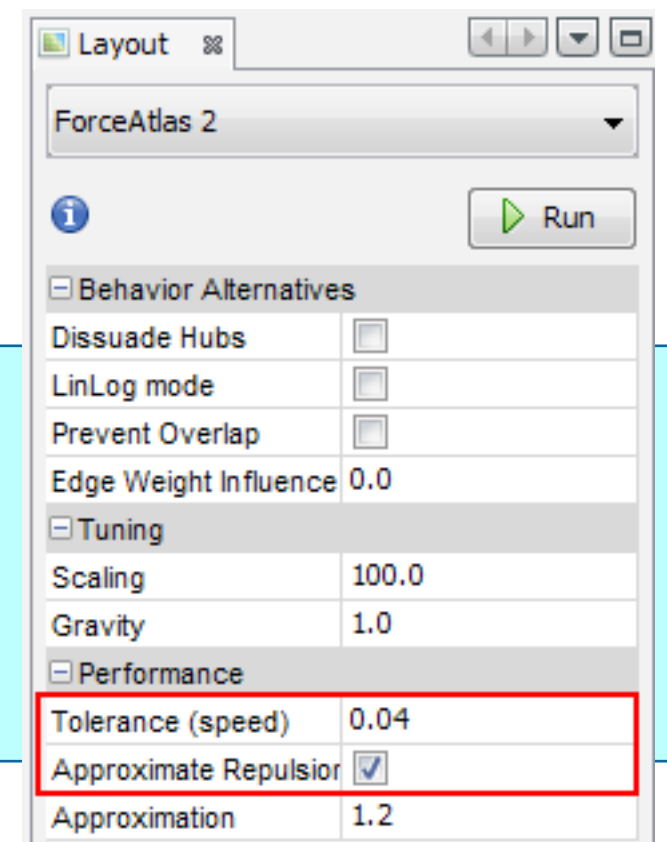 Layout
ForceAtlas 2
Run
Behavior Alternatives
Dissuade Hubs
LinLog mode
Prevent Overlap
Edge Weight Influence 0.0
Tuning
Scaling 100.0
Gravity 1.0
Performance
Tolerance (speed) 0.04
Approximate Repulsion
Approximation 1.2